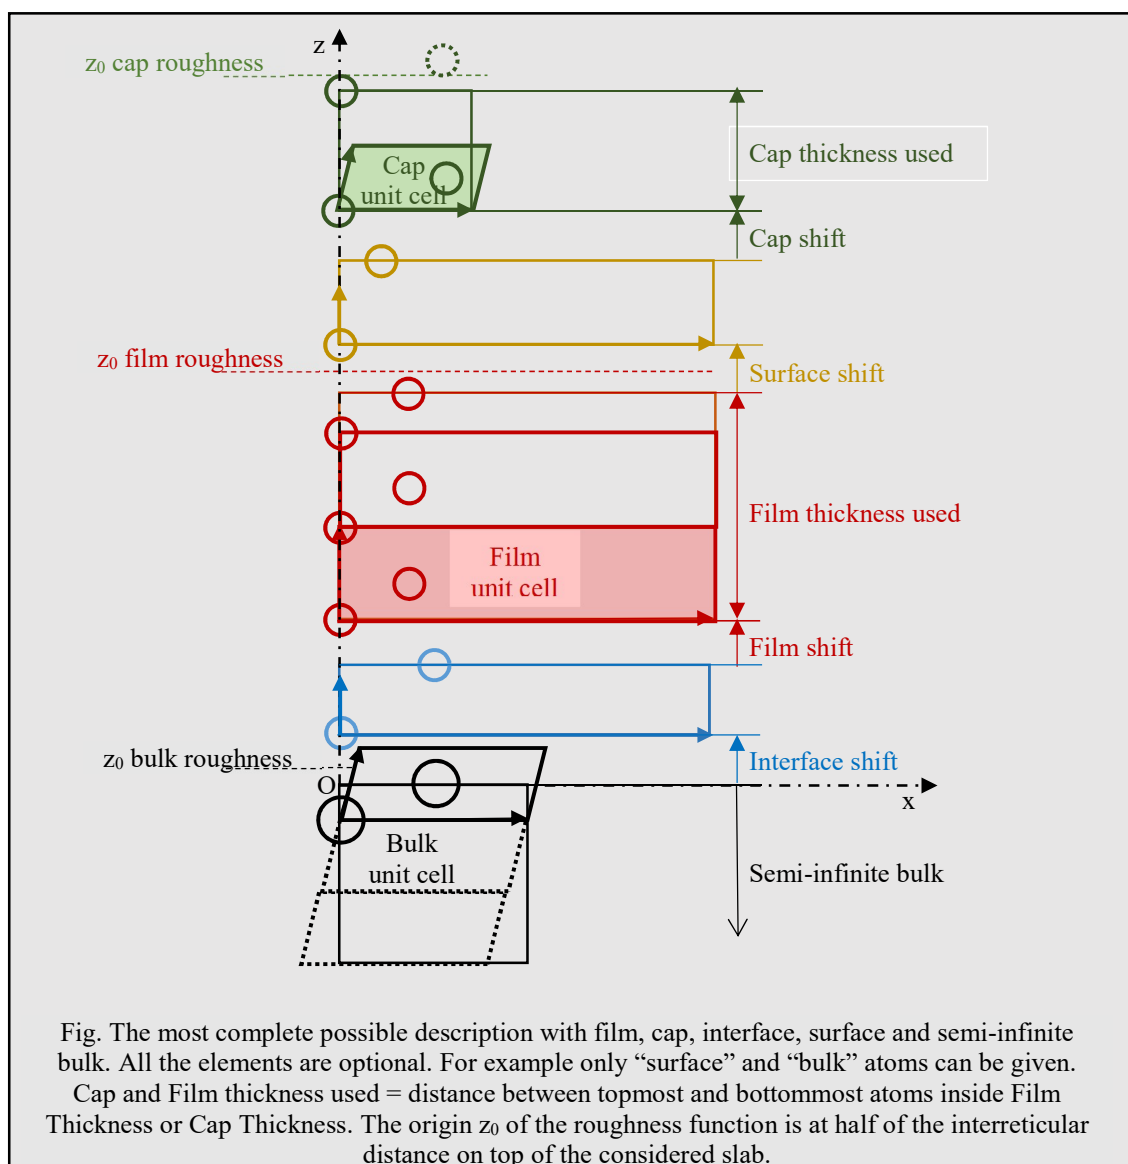 z
z₀ cap roughness
Cap thickness used
Cap
unit cell
Cap shift
z₀ film roughness
Surface shift
Film thickness used
Film
unit cell
Film shift
z₀ bulk roughness
Interface shift
O
x
Bulk
unit cell
Semi-infinite bulk
Fig. The most complete possible description with film, cap, interface, surface and semi-infinite
bulk. All the elements are optional. For example only “surface” and “bulk” atoms can be given.
Cap and Film thickness used = distance between topmost and bottommost atoms inside Film
Thickness or Cap Thickness. The origin z₀ of the roughness function is at half of the interreticular
distance on top of the considered slab.